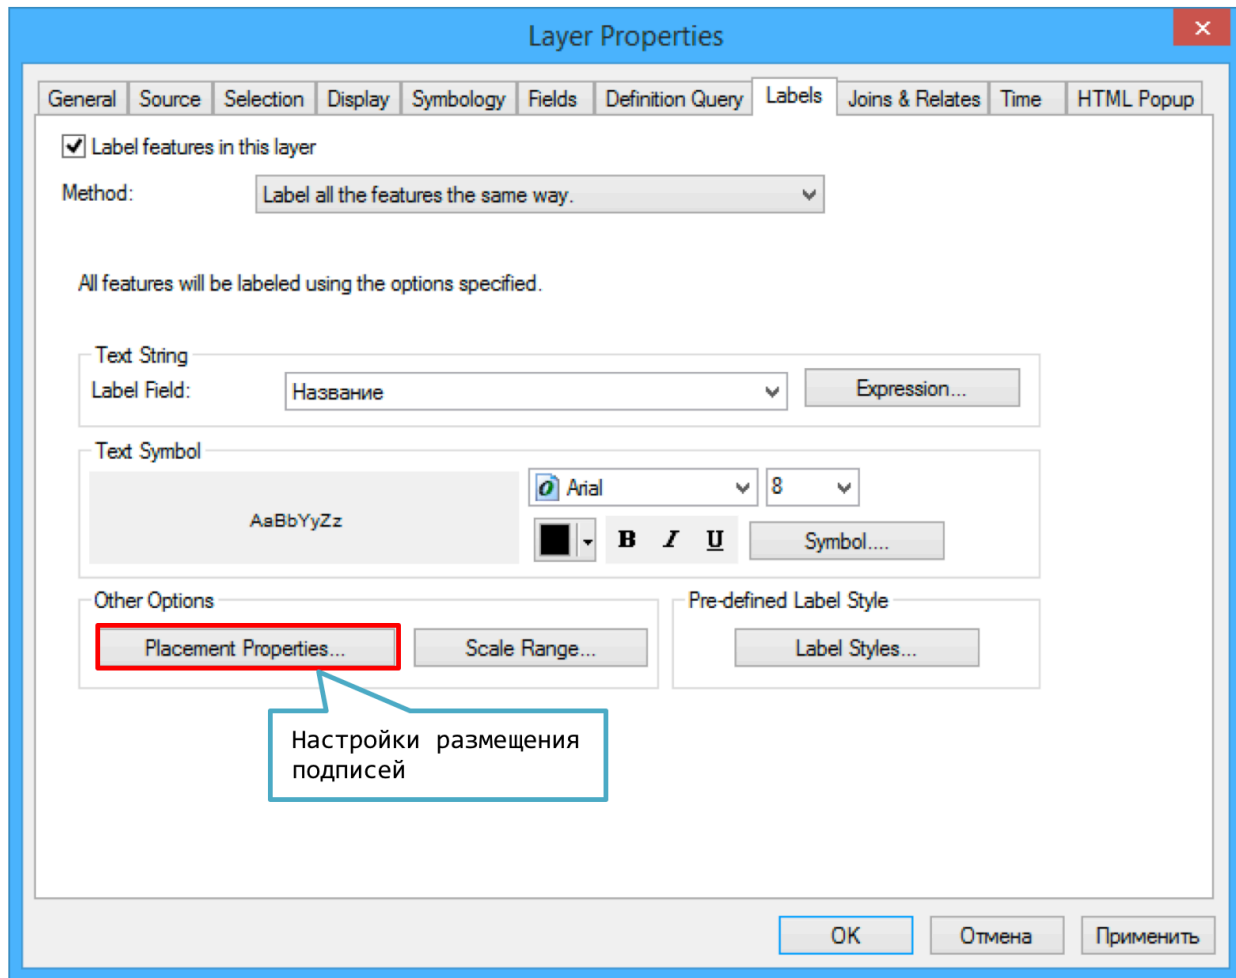 Layer Properties
General Source Selection Display Symbology Fields Definition Query Labels Joins & Relates Time HTML Popup
Label features in this layer
Method: Label all the features the same way.
All features will be labeled using the options specified.
Text String
Label Field: Название Expression...
Text Symbol
AaBbYyZz Arial 8
B I U Symbol....
Other Options Pre-defined Label Style
Placement Properties... Scale Range... Label Styles...
Настройки размещения
подписей
OK Отмена Применить